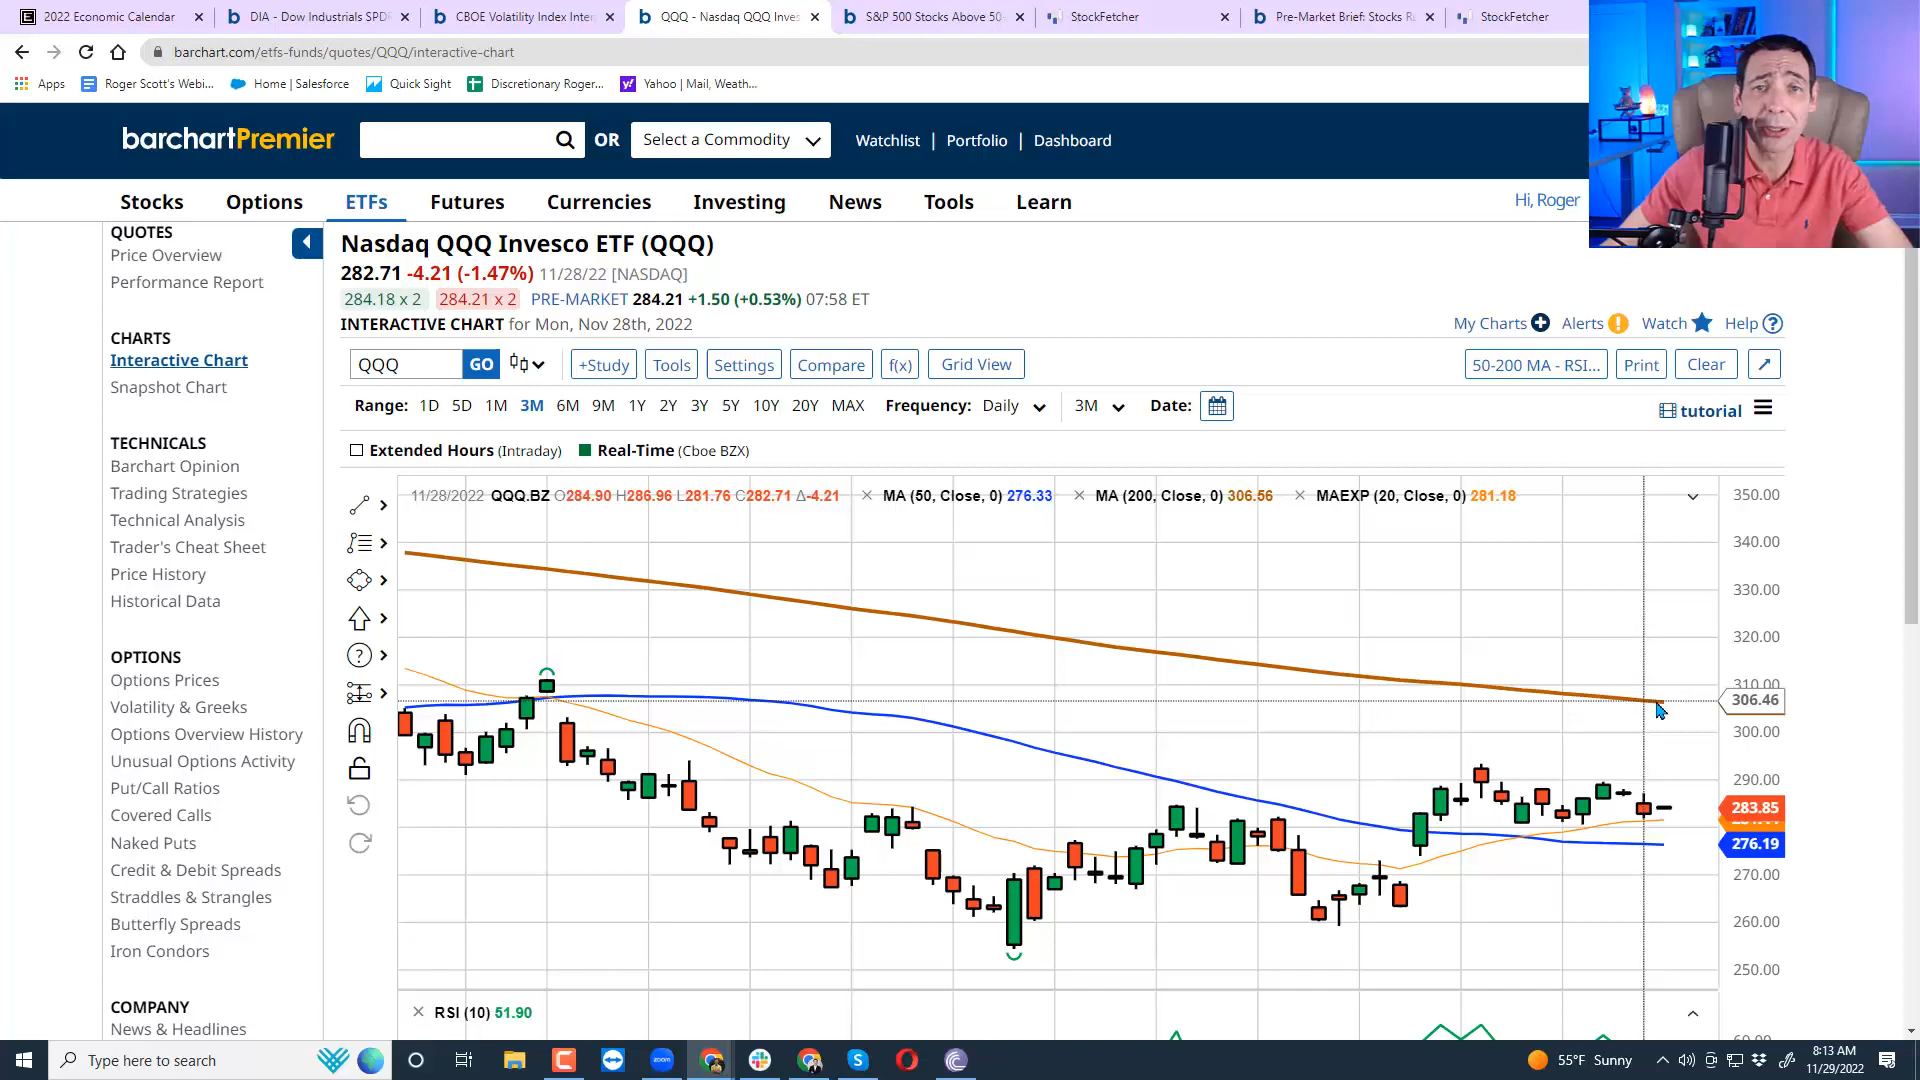 2022 Economic Calendar
DIA - Dow Industrials SPDR
CBOE Volatility Index Inter
QQQ - Nasdaq QQQ Inves
S&P 500 Stocks Above 50-
StockFetcher
Pre-Market Brief: Stocks R
StockFetcher
barchart.com/etfs-funds/quotes/QQQ/interactive-chart
Apps
Roger Scott's Webi...
Home | Salesforce
Quick Sight
Discretionary Roger...
Yahoo | Mail, Weath...
barchartPremier
OR
Select a Commodity
Watchlist | Portfolio | Dashboard
Stocks
Options
ETFs
Futures
Currencies
Investing
News
Tools
Learn
Hi, Roger
QUOTES
Price Overview
Performance Report
CHARTS
Interactive Chart
Snapshot Chart
TECHNICALS
Barchart Opinion
Trading Strategies
Technical Analysis
Trader's Cheat Sheet
Price History
Historical Data
OPTIONS
Options Prices
Volatility & Greeks
Options Overview History
Unusual Options Activity
Put/Call Ratios
Covered Calls
Naked Puts
Credit & Debit Spreads
Straddles & Strangles
Butterfly Spreads
Iron Condors
COMPANY
News & Headlines
Nasdaq QQQ Invesco ETF (QQQ)
282.71 -4.21 (-1.47%) 11/28/22 [NASDAQ]
284.18 x 2 284.21 x 2 PRE-MARKET 284.21 +1.50 (+0.53%) 07:58 ET
INTERACTIVE CHART for Mon, Nov 28th, 2022
My Charts
Alerts
Watch
Help
QQQ
GO
+Study
Tools
Settings
Compare
f(x)
Grid View
50-200 MA - RSI...
Print
Clear
Range: 1D 5D 1M 3M 6M 9M 1Y 2Y 3Y 5Y 10Y 20Y MAX
Frequency: Daily
3M
Date:
tutorial
Extended Hours (Intraday)
Real-Time (Cboe BZX)
11/28/2022 QQQ.BZ O284.90 H286.96 L281.76 C282.71 Δ-4.21
MA (50, Close, 0) 276.33
MA (200, Close, 0) 306.56
MAEXP (20, Close, 0) 281.18
350.00
340.00
330.00
320.00
310.00
306.46
300.00
290.00
283.85
276.19
270.00
260.00
250.00
RSI (10) 51.90
Type here to search
zoom
55°F Sunny
8:13 AM
11/29/2022